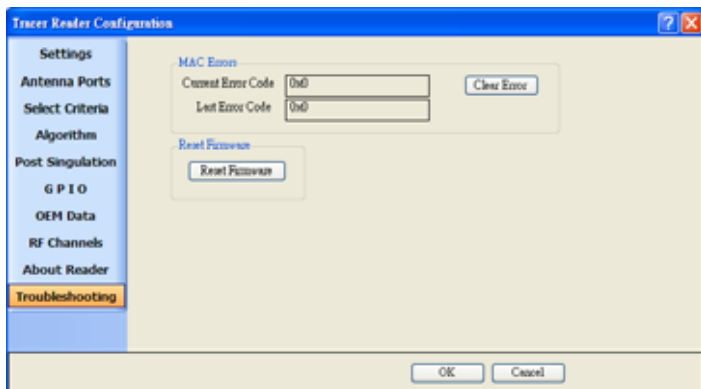 Tracer Reader Configuration
Settings
Antenna Ports
Select Criteria
Algorithm
Post Singulation
G P I O
OEM Data
RF Channels
About Reader
Troubleshooting
MAC Errors
Current Error Code 0x0 Clear Error
Last Error Code 0x0
Reset Firmware
Reset Firmware
OK Cancel